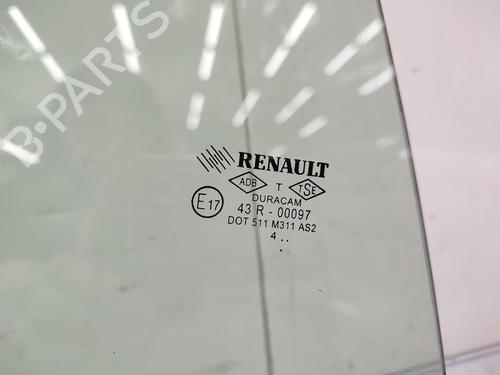 B-PARTS
RENAULT
ADB T TSE
DURACAM
E17 43 R - 00097
DOT 511 M311 AS2
4 ..
.